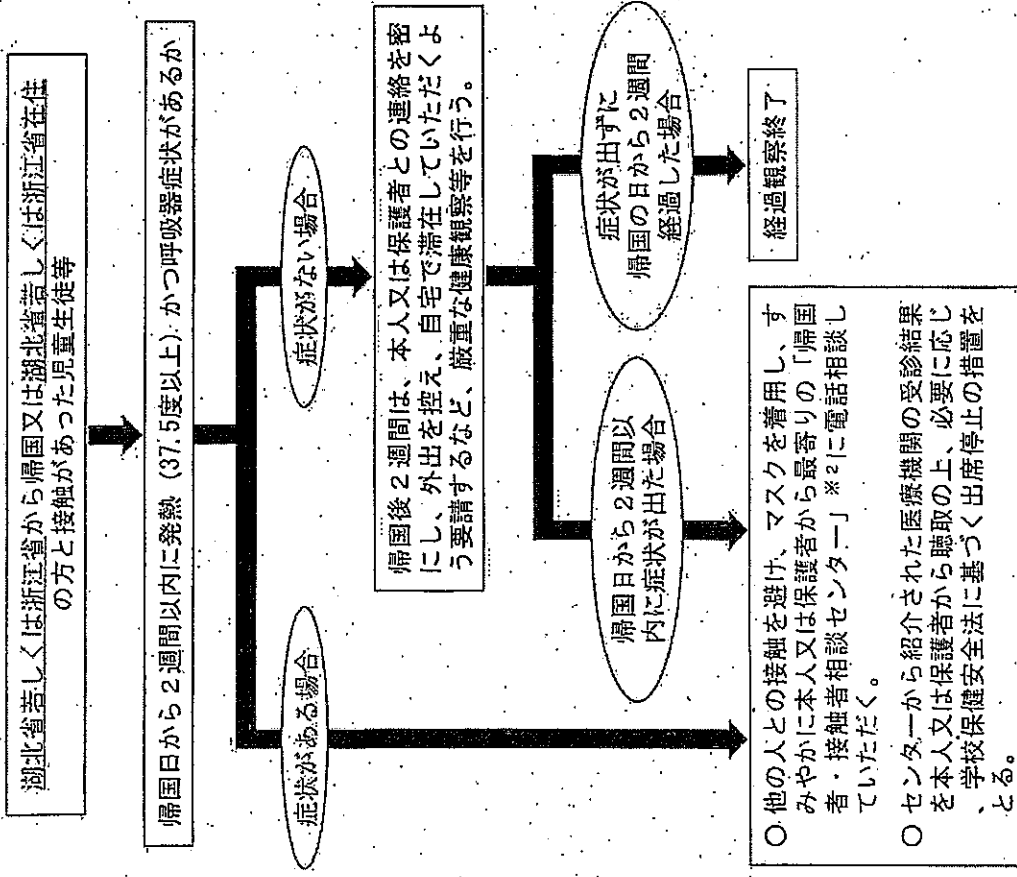 湖北省若しくは浙江省から帰国又は湖北省若しくは浙江省在住
の方と接触があった児童生徒等
帰国日から２週間以内に発熱（37.5度以上）かつ呼吸器症状があるか
症状がある場合
症状がない場合
帰国後２週間は、本人又は保護者との連絡を密
にし、外出を控え、自宅で滞在していただくよ
う要請するなど、厳重な健康観察等を行う。
帰国日から２週間以
内に症状が出た場合
症状が出ずに
帰国の日から２週間
経過した場合
○ 他の人との接触を避け、マスクを着用し、す
みやかに本人又は保護者から最寄りの「帰国
者・接触者相談センター」※２に電話相談し
ていただく。
○ センターから紹介された医療機関の受診結果
を本人又は保護者から聴取の上、必要に応じ
、学校保健安全法に基づく出席停止の措置を
とる。
経過観察終了